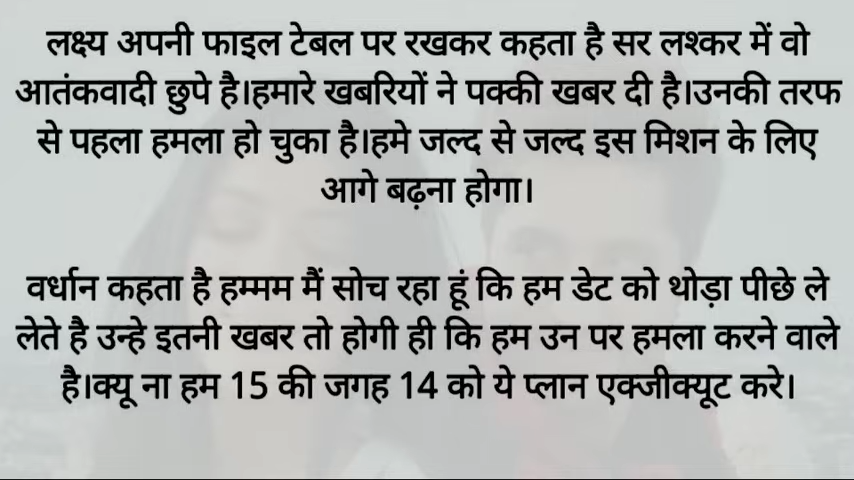 लक्ष्य अपनी फाइल टेबल पर रखकर कहता है सर लश्कर में वो
आतंकवादी छुपे है।हमारे खबरियों ने पक्की खबर दी है।उनकी तरफ
से पहला हमला हो चुका है।हमे जल्द से जल्द इस मिशन के लिए
आगे बढ़ना होगा।
वर्धान कहता है हम्मम मैं सोच रहा हूं कि हम डेट को थोड़ा पीछे ले
लेते है उन्हे इतनी खबर तो होगी ही कि हम उन पर हमला करने वाले
है।क्यू ना हम 15 की जगह 14 को ये प्लान एक्जीक्यूट करे।